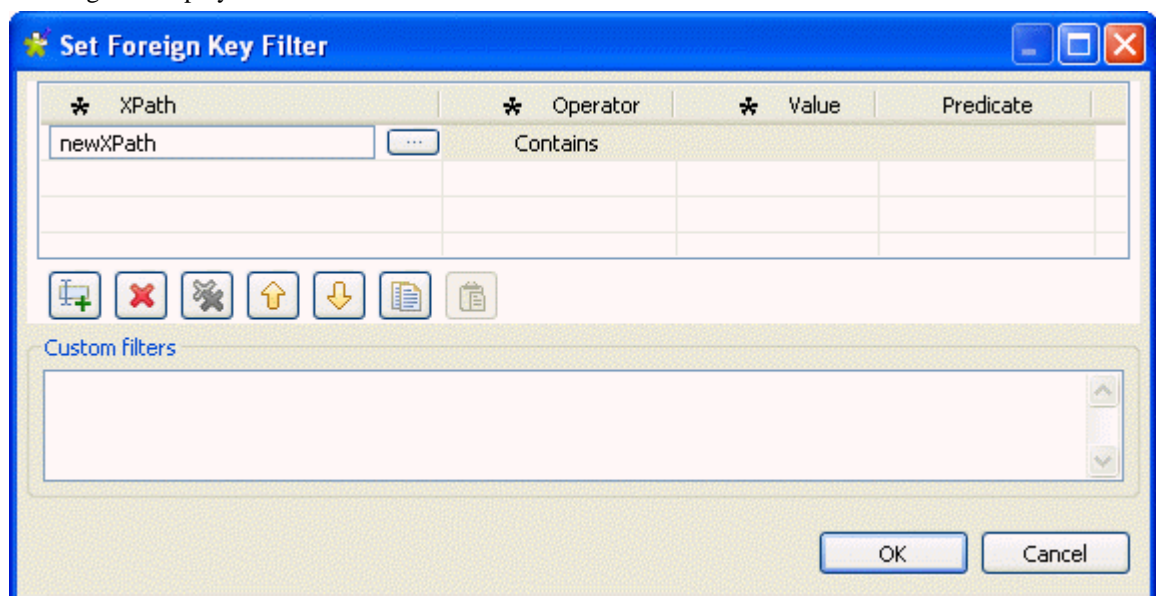 Set Foreign Key Filter
* XPath * Operator * Value Predicate
newXPath ... Contains
Custom filters
OK Cancel